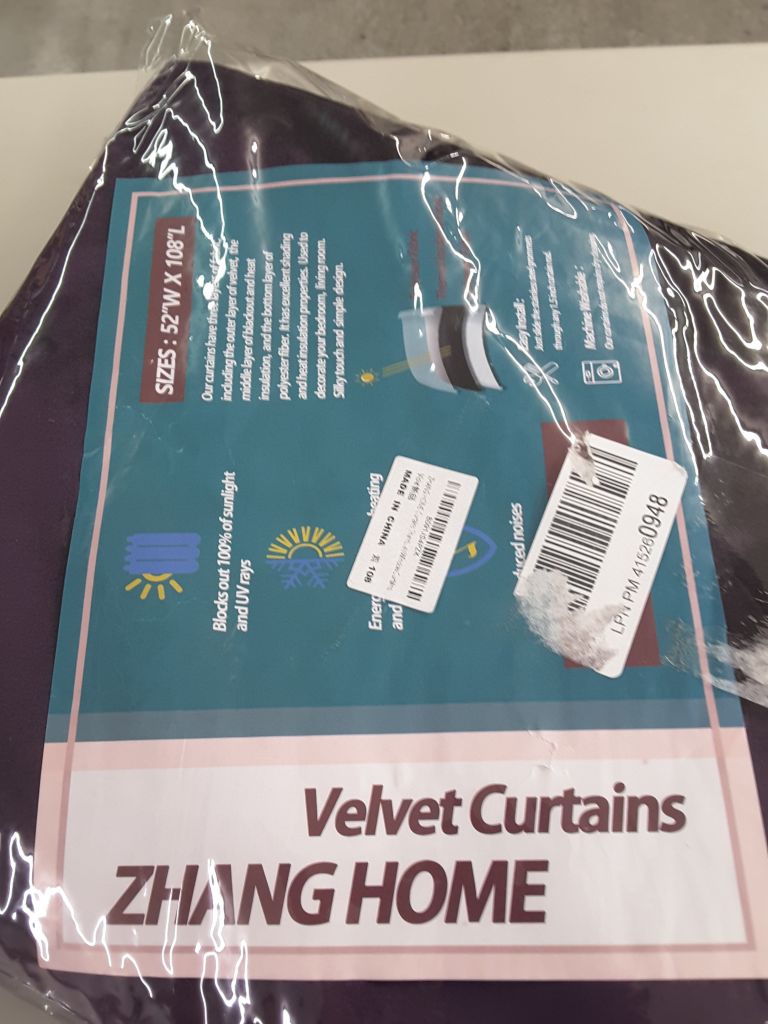 SIZES : 52"W X 108"L
Our curtains have
including the outer layer of velvet, the
middle layer of blackout and heat
insulation, and the bottom layer of
polyester fiber. It has excellent shading
and heat insulation properties. Used to
decorate your bedroom, living room.
Silky touch and simple design.
Easy Install :
Machine Washable :
Blocks out 100% of sunlight
and UV rays
and
noises
MADE IN CHINA
108
LPN PM 415260948
Velvet Curtains
ZHANG HOME